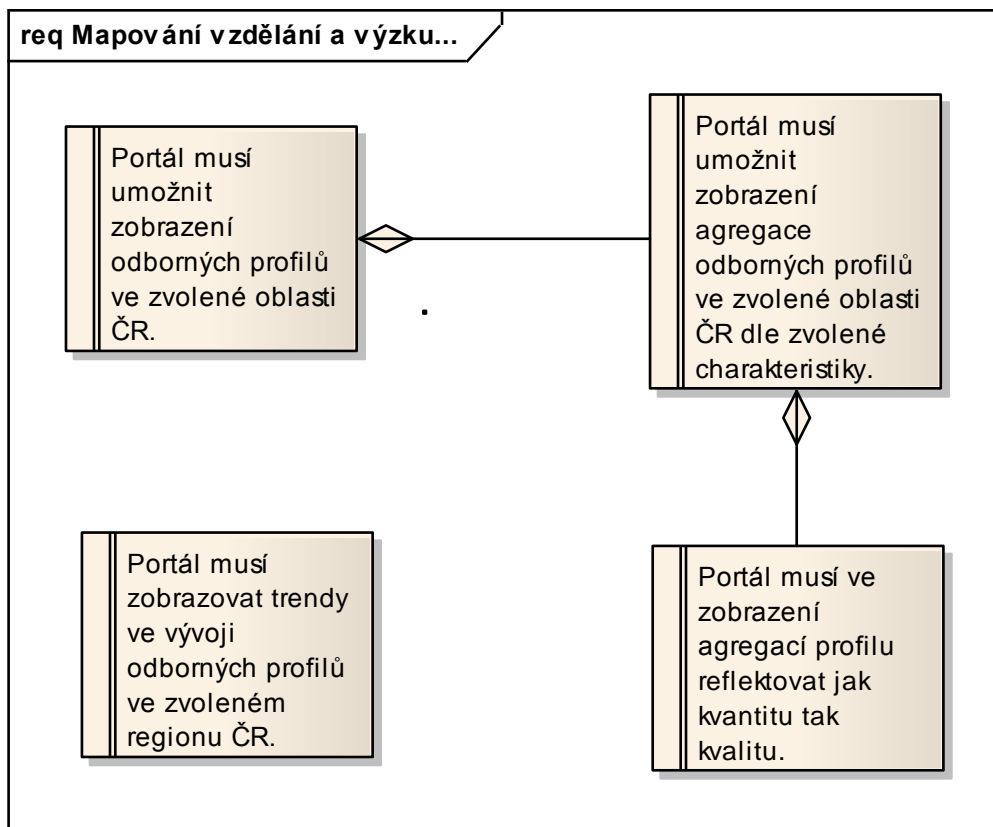 req Mapování vzdělání a výzku...
Portál musí
umožnit
zobrazení
odborných profilů
ve zvolené oblasti
ČR.
Portál musí
umožnit
zobrazení
agregace
odborných profilů
ve zvolené oblasti
ČR dle zvolené
charakteristiky.
Portál musí
zobrazovat trendy
ve vývoji
odborných profilů
ve zvoleném
regionu ČR.
Portál musí ve
zobrazení
agregací profilu
reflektovat jak
kvantitu tak
kvalitu.